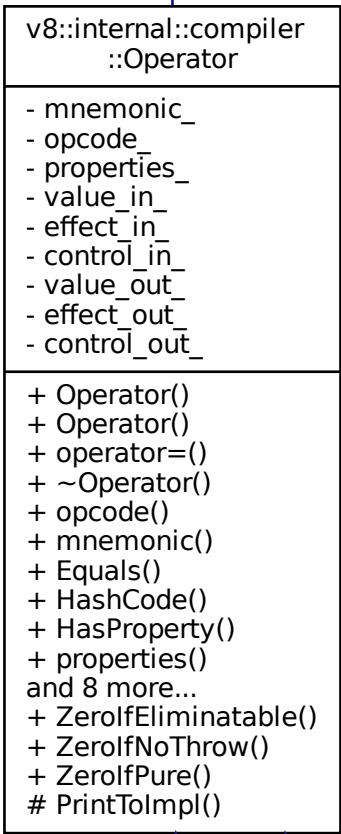 v8::internal::compiler
::Operator
- mnemonic_
- opcode_
- properties_
- value_in_
- effect_in_
- control_in_
- value_out_
- effect_out_
- control_out_
+ Operator()
+ Operator()
+ operator=()
+ ~Operator()
+ opcode()
+ mnemonic()
+ Equals()
+ HashCode()
+ HasProperty()
+ properties()
and 8 more...
+ ZeroIfEliminatable()
+ ZeroIfNoThrow()
+ ZeroIfPure()
# PrintToImpl()